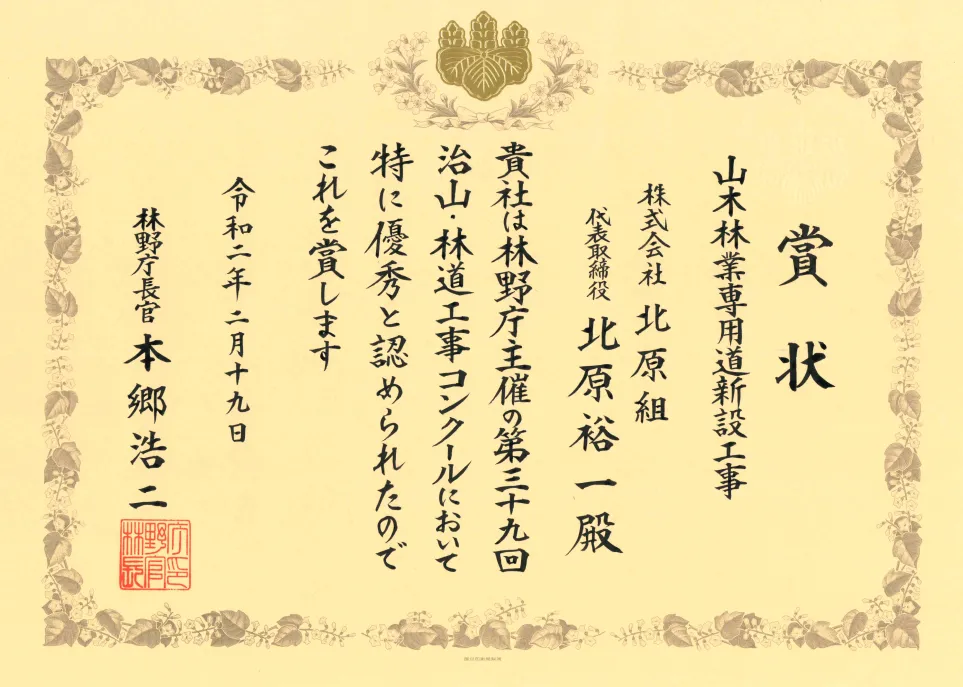 賞状
山木林業専用道新設工事
株式会社 北原組
代表取締役 北原裕一殿
貴社は林野庁主催の第三十九回
治山・林道工事コンクールにおいて
特に優秀と認められたので
これを賞します
令和二年二月十九日
林野庁長官 本郷浩二
林野庁長官印